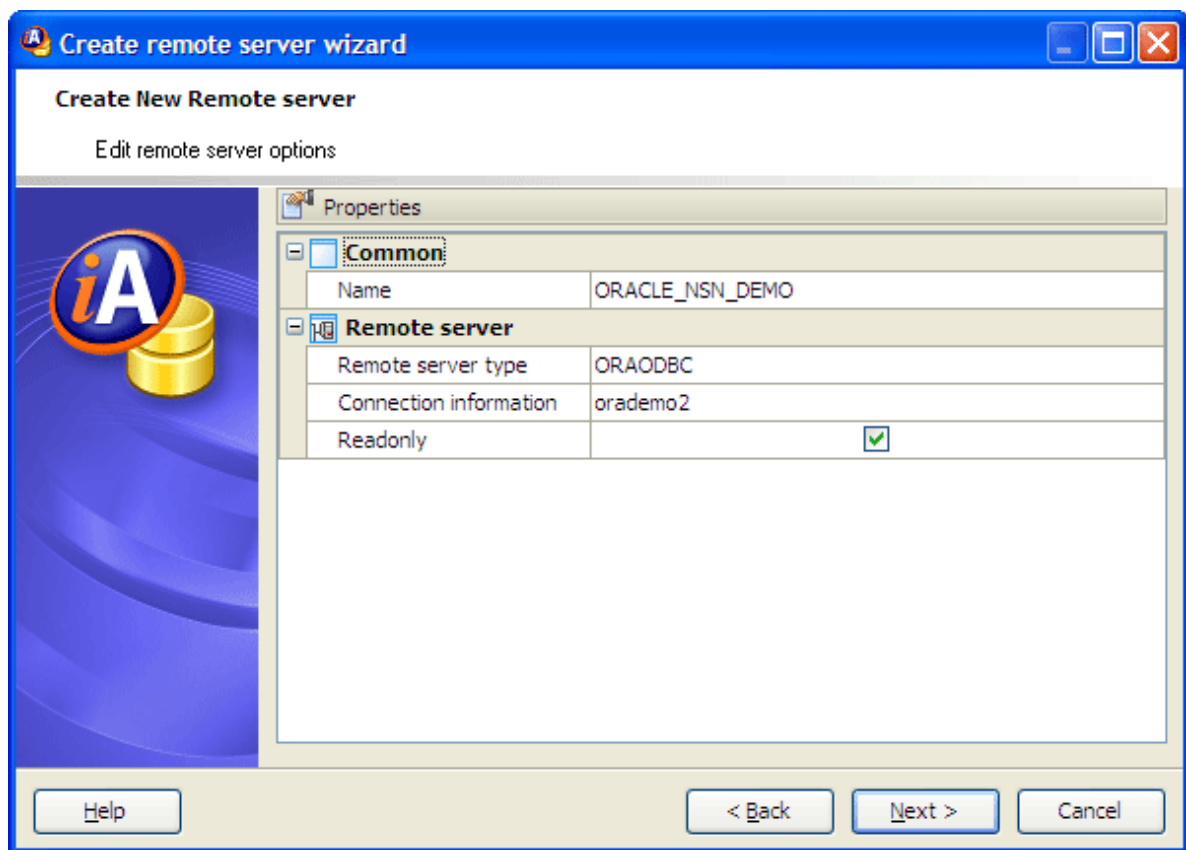 Create remote server wizard
Create New Remote server
Edit remote server options
iA
Properties
Common
Name ORACLE_NSN_DEMO
Remote server
Remote server type ORAODBC
Connection information orademo2
Readonly
Help < Back Next > Cancel